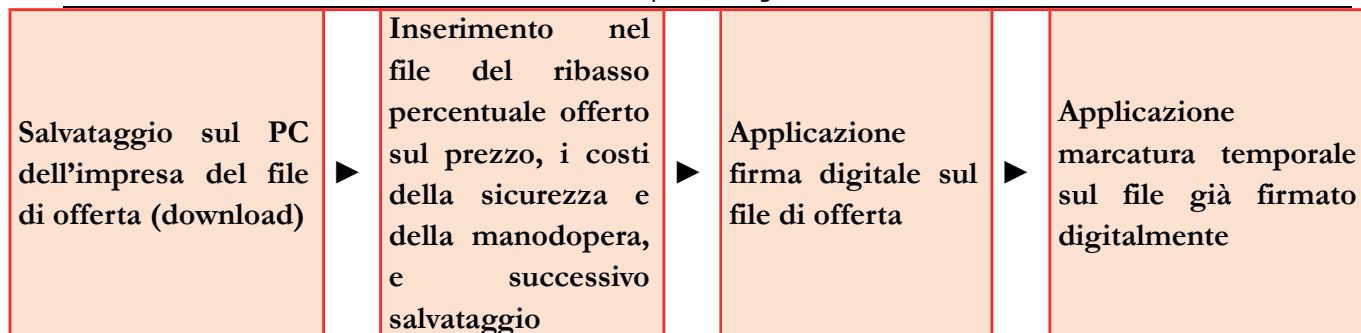 Salvataggio sul PC
dell'impresa del file
di offerta (download)
►
Inserimento nel
file del ribasso
percentuale offerto
sul prezzo, i costi
della sicurezza e
della manodopera,
e successivo
salvataggio
►
Applicazione
firma digitale sul
file di offerta
►
Applicazione
marcatura temporale
sul file già firmato
digitalmente